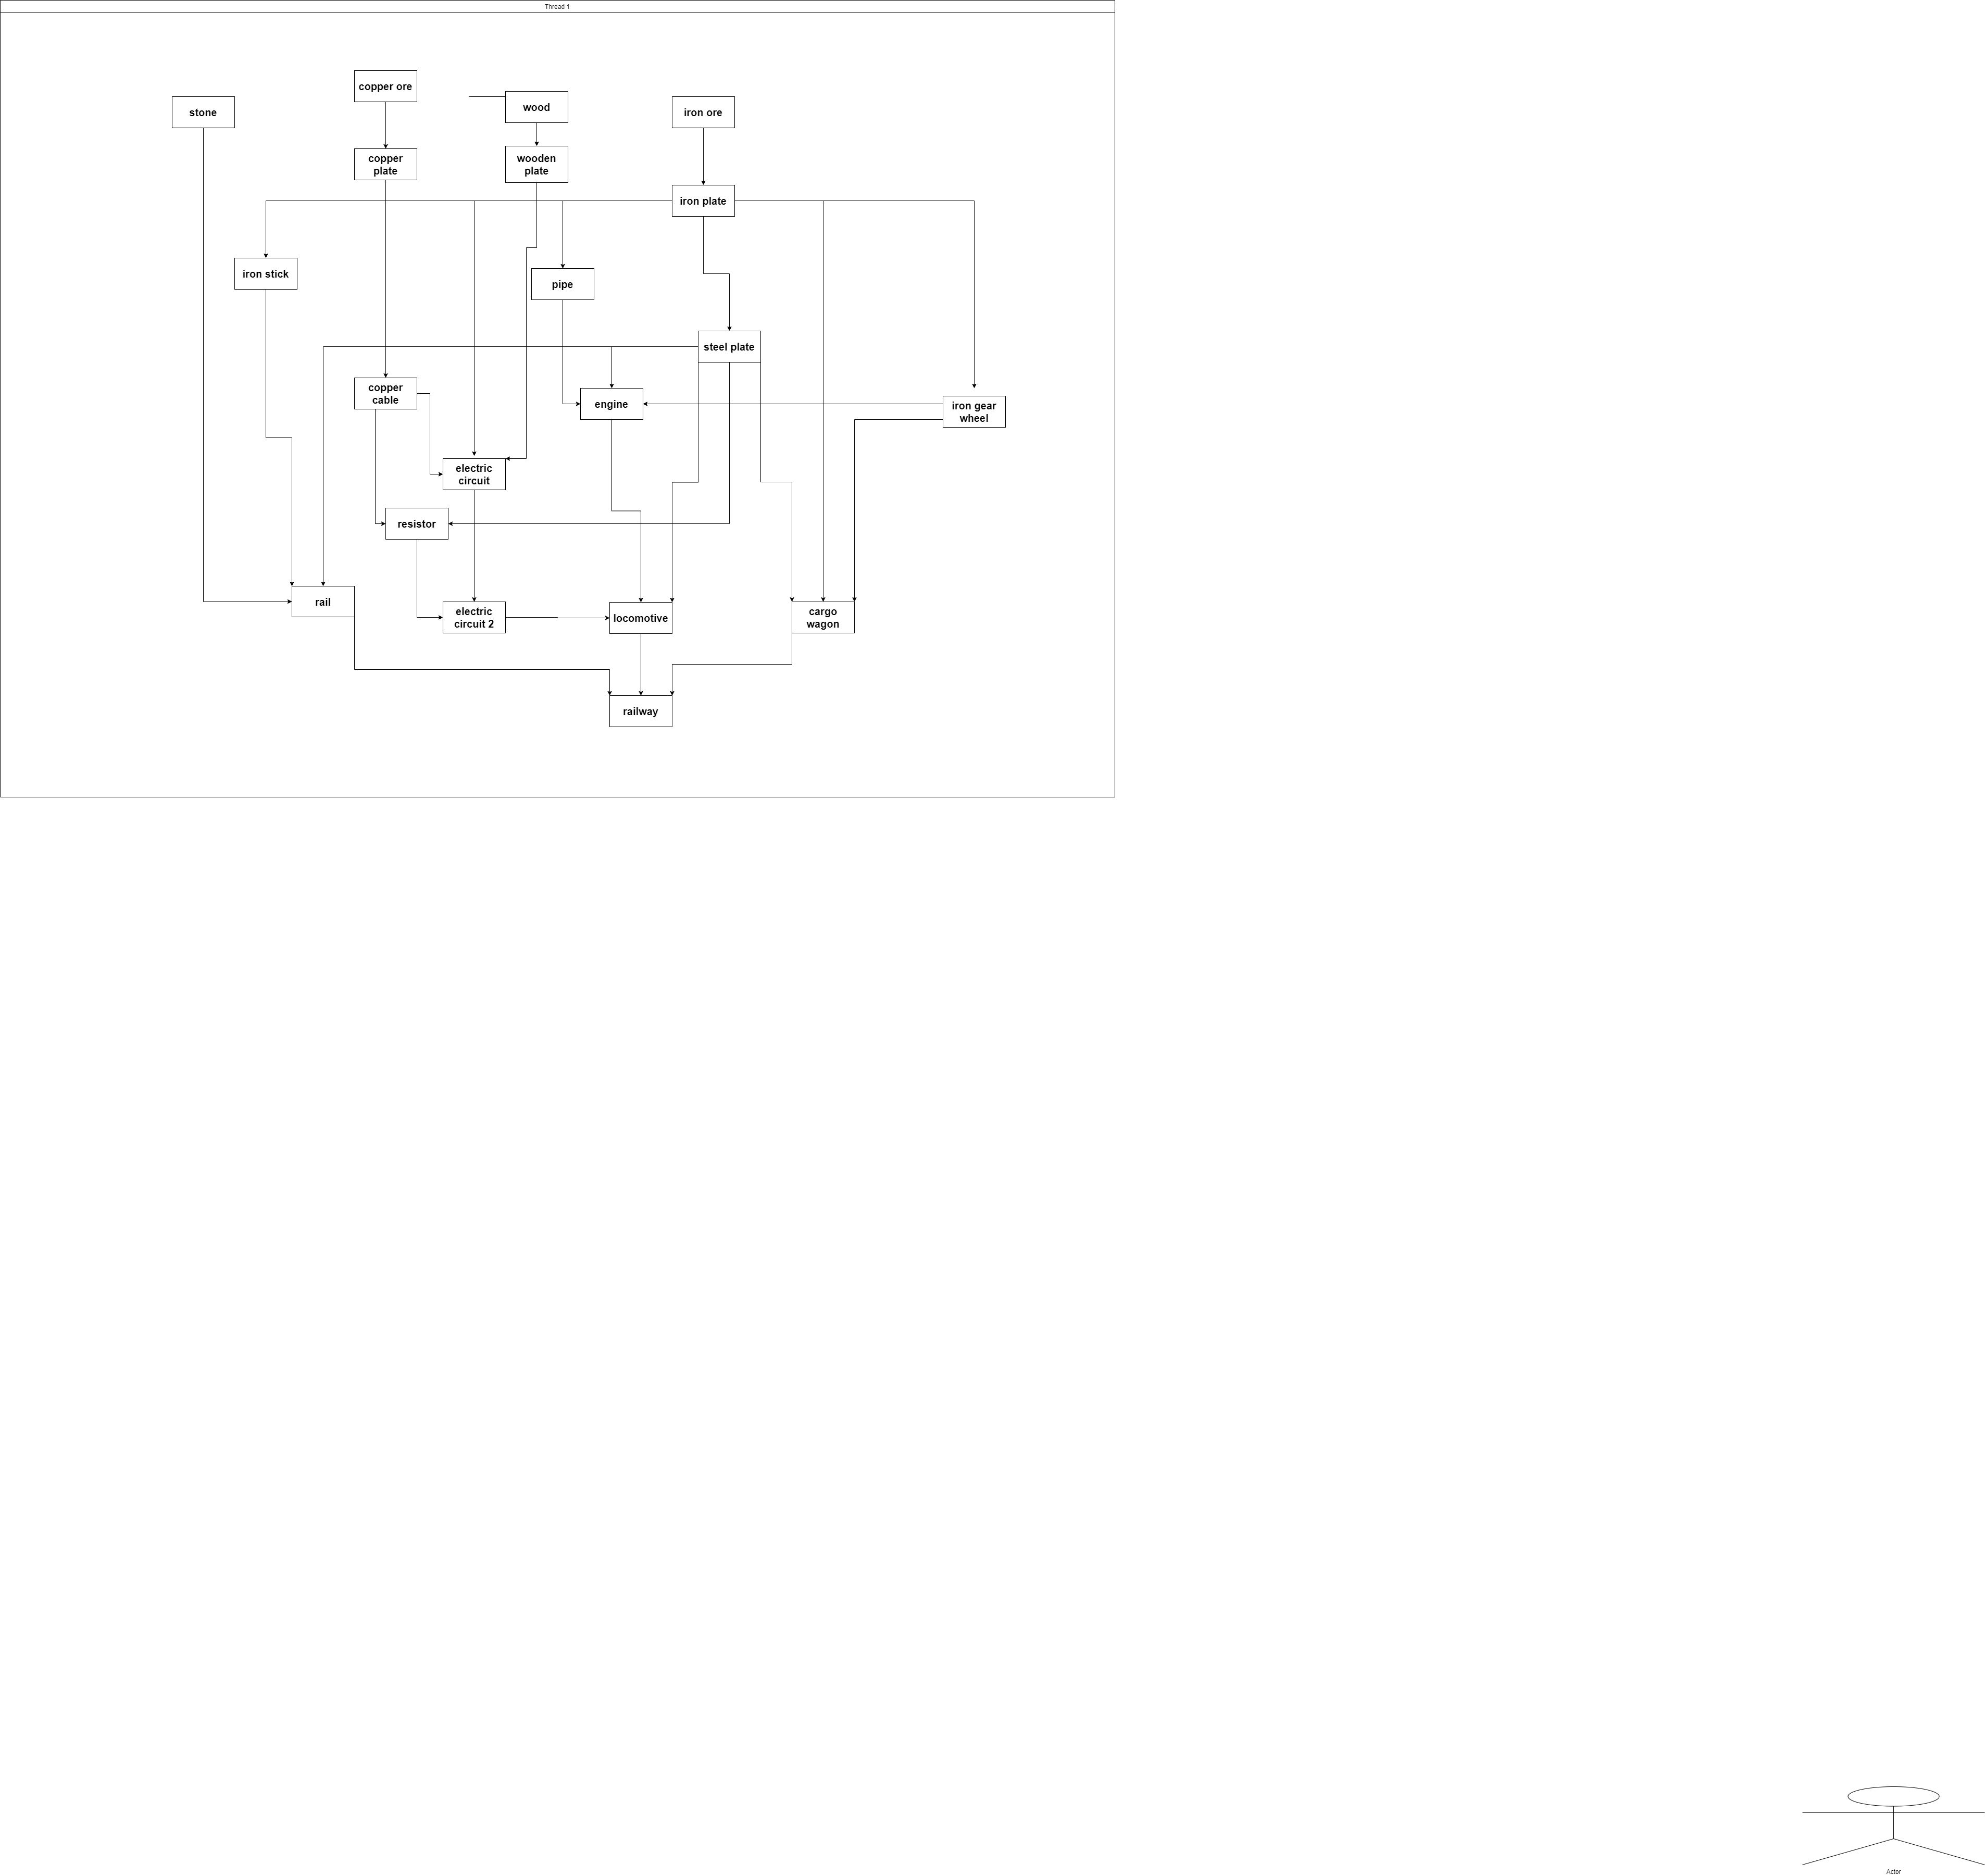 Thread 1
copper ore
wood
stone
iron ore
copper
plate
wooden
plate
iron plate
iron stick
pipe
steel plate
copper
cable
engine
iron gear
wheel
electric
circuit
resistor
rail
electric
circuit 2
locomotive
cargo
wagon
railway
Actor